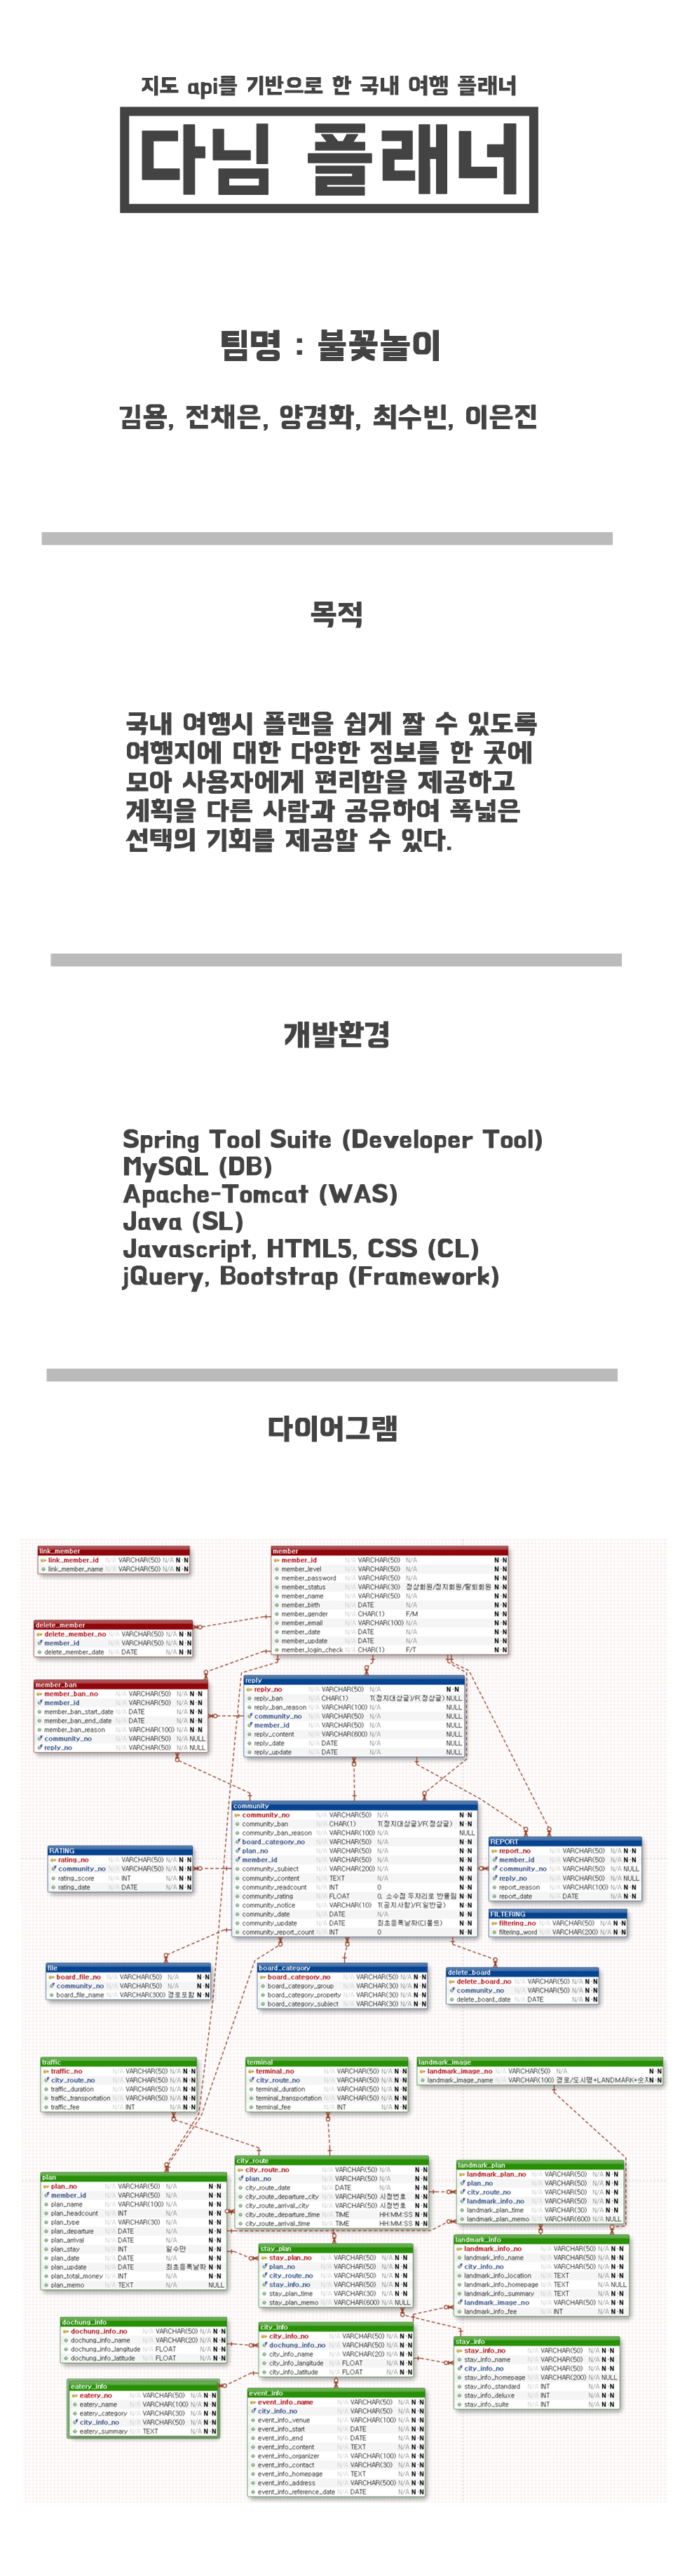 지도 api를 기반으로 한 국내 여행 플래너
다님 플래너
팀명 : 불꽃놀이
김용, 전채은, 양경화, 최수빈, 이은진
목적
국내 여행시 플랜을 쉽게 짤 수 있도록
여행지에 대한 다양한 정보를 한 곳에
모아 사용자에게 편리함을 제공하고
계획을 다른 사람과 공유하여 폭넓은
선택의 기회를 제공할 수 있다.
개발환경
Spring Tool Suite (Developer Tool)
MySQL (DB)
Apache-Tomcat (WAS)
Java (SL)
Javascript, HTML5, CSS (CL)
jQuery, Bootstrap (Framework)
다이어그램
link_member
link_member_id N/A VARCHAR(50) N/A N N
link_member_name N/A VARCHAR(50) N/A N N
member
member_id N/A VARCHAR(50) N/A N N
member_level N/A VARCHAR(50) N/A N N
member_password N/A VARCHAR(50) N/A N N
member_status N/A VARCHAR(30) 정상회원/정지회원/탈퇴회원 N N
member_name N/A VARCHAR(50) N/A N N
member_birth N/A DATE N/A N N
member_gender N/A CHAR(1) F/M N N
member_email N/A VARCHAR(100) N/A N N
member_date N/A DATE N/A N N
member_update N/A DATE N/A N N
member_login_check N/A CHAR(1) F/T N N
delete_member
delete_member_no N/A VARCHAR(50) N/A N N
member_id N/A VARCHAR(50) N/A N N
delete_member_date N/A DATE N/A N N
member_ban
member_ban_no N/A VARCHAR(50) N/A N N
member_id N/A VARCHAR(50) N/A N N
member_ban_start_date N/A DATE N/A N N
member_ban_end_date N/A DATE N/A N N
member_ban_reason N/A VARCHAR(100) N/A N N
community_no N/A VARCHAR(50) N/A NULL
reply_no N/A VARCHAR(50) N/A NULL
reply
reply_no N/A VARCHAR(50) N/A N N
reply_ban N/A CHAR(1) T(정지대상글)/F(정상글) NULL
reply_ban_reason N/A VARCHAR(100) N/A NULL
community_no N/A VARCHAR(50) N/A NULL
member_id N/A VARCHAR(50) N/A NULL
reply_content N/A VARCHAR(600) N/A NULL
reply_date N/A DATE N/A NULL
reply_update N/A DATE N/A NULL
community
community_no N/A VARCHAR(50) N/A N N
community_ban N/A CHAR(1) T(정지대상글)/F(정상글) N N
community_ban_reason N/A VARCHAR(100) N/A NULL
board_category_no N/A VARCHAR(50) N/A N N
plan_no N/A VARCHAR(50) N/A N N
member_id N/A VARCHAR(50) N/A N N
community_subject N/A VARCHAR(200) N/A N N
community_content N/A TEXT N/A N N
community_readcount N/A INT 0 N N
community_rating N/A FLOAT 0, 소수점 두자리로 반올림 N N
community_notice N/A VARCHAR(10) T(공지사항)/F(일반글) N N
community_date N/A DATE N/A N N
community_update N/A DATE 최초등록날짜(디폴트) N N
community_report_count N/A INT 0 N N
RATING
rating_no N/A VARCHAR(50) N/A N N
community_no N/A VARCHAR(50) N/A N N
rating_score N/A INT N/A N N
rating_date N/A DATE N/A N N
REPORT
report_no N/A VARCHAR(50) N/A N N
member_id N/A VARCHAR(50) N/A N N
community_no N/A VARCHAR(50) N/A NULL
reply_no N/A VARCHAR(50) N/A NULL
report_reason N/A VARCHAR(100) N/A N N
report_date N/A DATE N/A N N
FILTERING
filtering_no N/A VARCHAR(50) N/A N N
filtering_word N/A VARCHAR(200) N/A N N
file
board_file_no N/A VARCHAR(50) N/A N N
community_no N/A VARCHAR(50) N/A N N
board_file_name N/A VARCHAR(300) 경로포함 N N
board_category
board_category_no N/A VARCHAR(50) N/A N N
board_category_group N/A VARCHAR(30) N/A N N
board_category_property N/A VARCHAR(30) N/A N N
board_category_subject N/A VARCHAR(30) N/A N N
delete_board
delete_board_no N/A VARCHAR(50) N/A N N
community_no N/A VARCHAR(50) N/A N N
delete_board_date N/A DATE N/A N N
traffic
traffic_no N/A VARCHAR(50) N/A N N
city_route_no N/A VARCHAR(50) N/A N N
traffic_duration N/A VARCHAR(50) N/A N N
traffic_transportation N/A VARCHAR(50) N/A N N
traffic_fee N/A INT N/A N N
terminal
terminal_no N/A VARCHAR(50) N/A N N
city_route_no N/A VARCHAR(50) N/A N N
terminal_duration N/A VARCHAR(50) N/A N N
terminal_transportation N/A VARCHAR(50) N/A N N
terminal_fee N/A INT N/A N N
landmark_image
landmark_image_no N/A VARCHAR(50) N/A N N
landmark_image_name N/A VARCHAR(100) 경로/도시명+LANDMARK+숫자 N N
plan
plan_no N/A VARCHAR(50) N/A N N
member_id N/A VARCHAR(50) N/A N N
plan_name N/A VARCHAR(100) N/A N N
plan_headcount N/A INT N/A N N
plan_type N/A VARCHAR(30) N/A N N
plan_departure N/A DATE N/A N N
plan_arrival N/A DATE N/A N N
plan_stay N/A INT 일수만 N N
plan_date N/A DATE N/A N N
plan_update N/A DATE 최초등록날짜 N N
plan_total_money N/A INT N/A N N
plan_memo N/A TEXT N/A NULL
city_route
city_route_no N/A VARCHAR(50) N/A N N
plan_no N/A VARCHAR(50) N/A N N
city_route_date N/A DATE N/A N N
city_route_departure_city N/A VARCHAR(50) 시청번호 N N
city_route_arrival_city N/A VARCHAR(50) 시청번호 N N
city_route_departure_time N/A TIME HH:MM:SS N N
city_route_arrival_time N/A TIME HH:MM:SS N N
landmark_plan
landmark_plan_no N/A VARCHAR(50) N/A N N
plan_no N/A VARCHAR(50) N/A N N
city_route_no N/A VARCHAR(50) N/A N N
landmark_info_no N/A VARCHAR(50) N/A N N
landmark_plan_time N/A VARCHAR(30) N/A N N
landmark_plan_memo N/A VARCHAR(600) N/A NULL
stay_plan
stay_plan_no N/A VARCHAR(50) N/A N N
plan_no N/A VARCHAR(50) N/A N N
city_route_no N/A VARCHAR(50) N/A N N
stay_info_no N/A VARCHAR(50) N/A N N
stay_plan_time N/A VARCHAR(30) N/A N N
stay_plan_memo N/A VARCHAR(600) N/A NULL
landmark_info
landmark_info_no N/A VARCHAR(50) N/A N N
landmark_info_name N/A VARCHAR(50) N/A N N
city_info_no N/A VARCHAR(50) N/A N N
landmark_info_location N/A TEXT N/A N N
landmark_info_homepage N/A TEXT N/A NULL
landmark_info_summary N/A TEXT N/A N N
landmark_image_no N/A VARCHAR(50) N/A N N
landmark_info_fee N/A INT N/A N N
dochung_info
dochung_info_no N/A VARCHAR(50) N/A N N
dochung_info_name N/A VARCHAR(20) N/A N N
dochung_info_langitude N/A FLOAT N/A N N
dochung_info_latitude N/A FLOAT N/A N N
city_info
city_info_no N/A VARCHAR(50) N/A N N
dochung_info_no N/A VARCHAR(50) N/A N N
city_info_name N/A VARCHAR(20) N/A N N
city_info_langitude N/A FLOAT N/A N N
city_info_latitude N/A FLOAT N/A N N
stay_info
stay_info_no N/A VARCHAR(50) N/A N N
stay_info_name N/A VARCHAR(50) N/A N N
city_info_no N/A VARCHAR(50) N/A N N
stay_info_homepage N/A VARCHAR(200) N/A NULL
stay_info_standard N/A INT N/A N N
stay_info_deluxe N/A INT N/A N N
stay_info_suite N/A INT N/A N N
eatery_info
eatery_no N/A VARCHAR(50) N/A N N
eatery_name N/A VARCHAR(100) N/A N N
eatery_category N/A VARCHAR(30) N/A N N
city_info_no N/A VARCHAR(50) N/A N N
eatery_summary N/A TEXT N/A N N
event_info
event_info_name N/A VARCHAR(50) N/A N N
city_info_no N/A VARCHAR(50) N/A N N
event_info_venue N/A VARCHAR(100) N/A N N
event_info_start N/A DATE N/A N N
event_info_end N/A DATE N/A N N
event_info_content N/A TEXT N/A N N
event_info_organizer N/A VARCHAR(100) N/A N N
event_info_contact N/A VARCHAR(30) N/A N N
event_info_homepage N/A TEXT N/A N N
event_info_address N/A VARCHAR(500) N/A N N
event_info_reference_date N/A DATE N/A N N